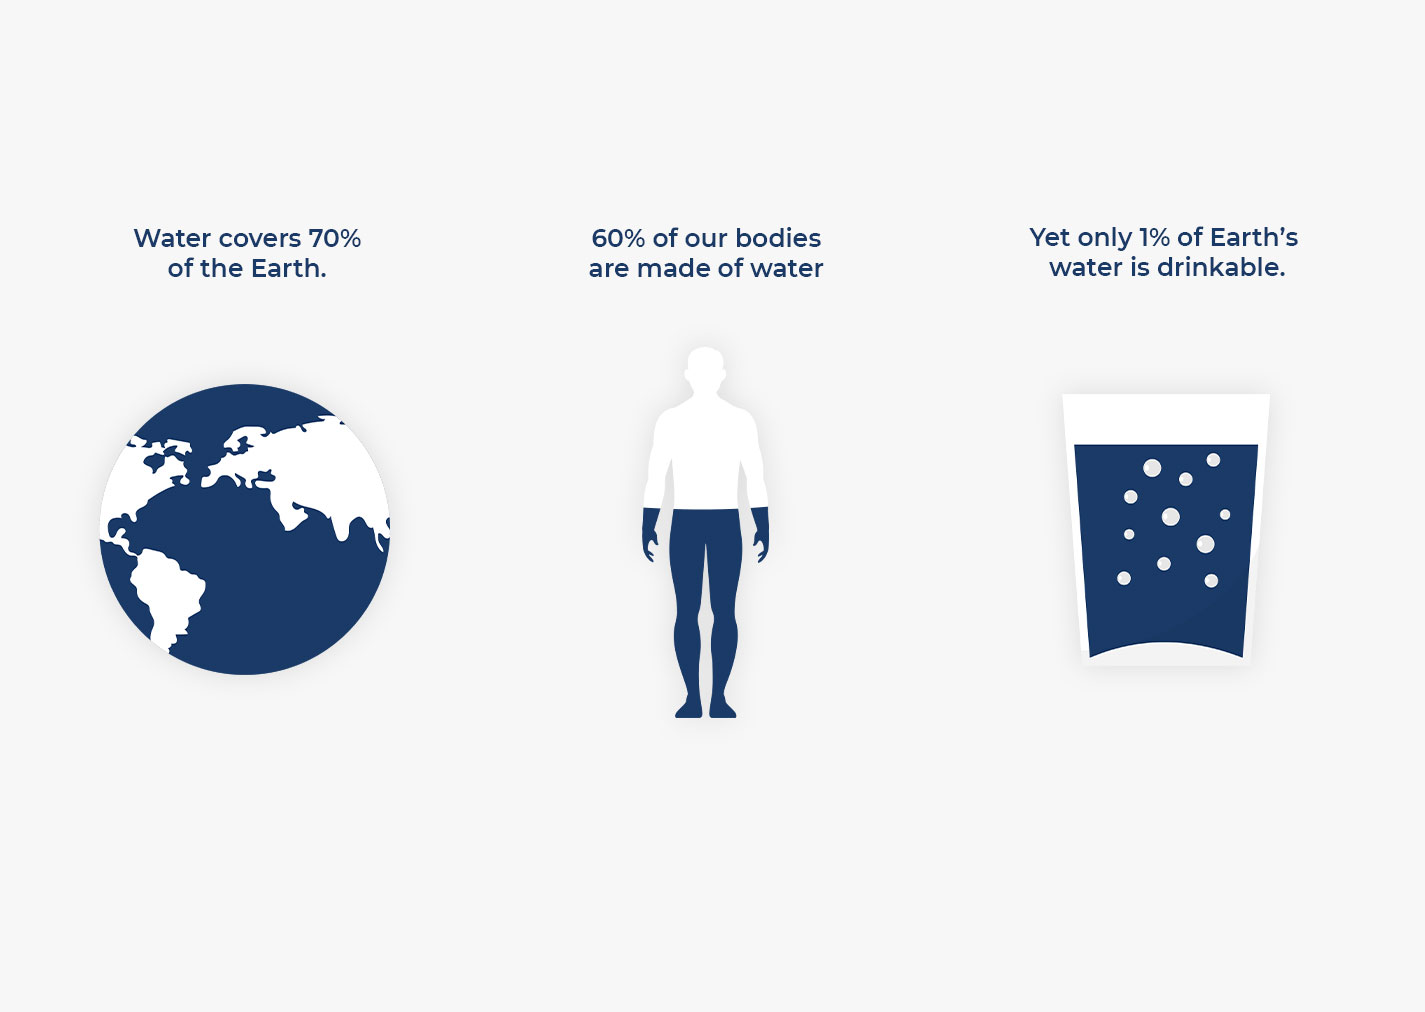 Water covers 70%
of the Earth.
60% of our bodies
are made of water
Yet only 1% of Earth’s
water is drinkable.